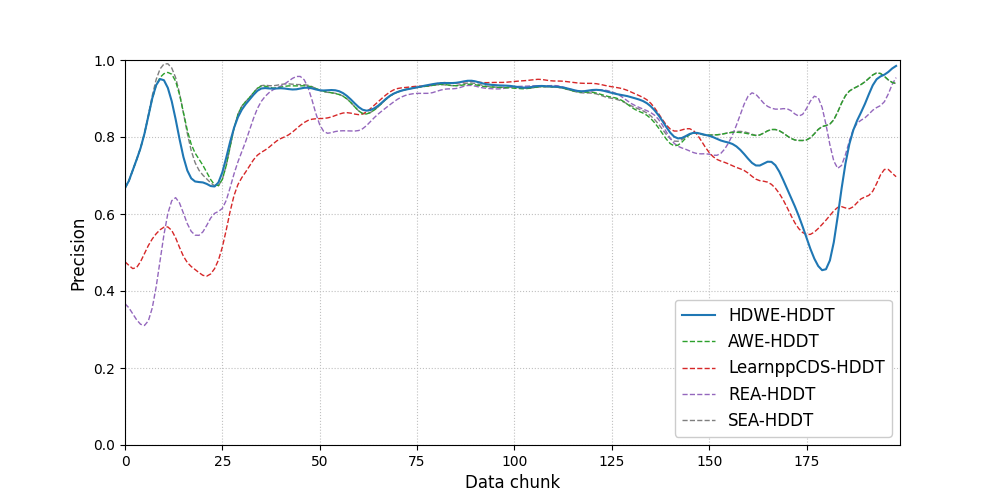 1.0
0.8
0.6
0.4
0.2
0.0
Precision
0 25 50 75 100 125 150 175
Data chunk
HDWE-HDDT
AWE-HDDT
LearnppCDS-HDDT
REA-HDDT
SEA-HDDT